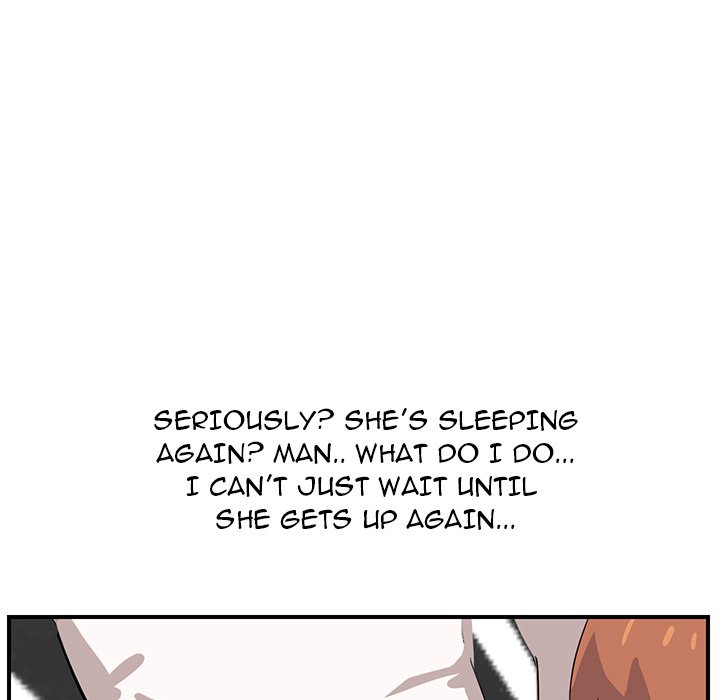 SERIOUSLY? SHE'S SLEEPING
AGAIN? MAN.. WHAT DO I DO...
I CAN'T JUST WAIT UNTIL
SHE GETS UP AGAIN...